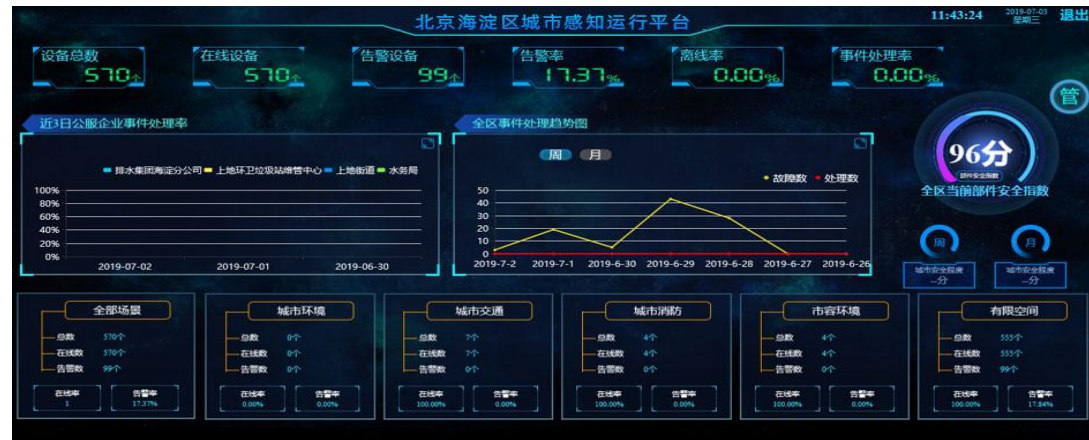 北京海淀区城市感知运行平台
11:43:24
2019-07-03
星期三
退出
设备总数
570个
在线设备
570个
告警设备
99个
告警率
17.37%
离线率
0.00%
事件处理率
0.00%
管
近3日公服企业事件处理率
排水集团海淀分公司 上地环卫垃圾站维管中心 上地街道 水务局
100%
80%
60%
40%
20%
0%
2019-07-02 2019-07-01 2019-06-30
全区事件处理趋势图
周 月
故障数 处理数
50
40
30
20
10
0
2019-7-2 2019-7-1 2019-6-30 2019-6-29 2019-6-28 2019-6-27 2019-6-26
96分
部件安全指数
全区当前部件安全指数
周
城市安全程度
--分
月
城市安全程度
--分
全部场景
总数 570个
在线数 570个
告警数 99个
在线率 告警率
1 17.37%
城市环境
总数 0个
在线数 0个
告警数 0个
在线率 告警率
0.00% 0.00%
城市交通
总数 7个
在线数 7个
告警数 0个
在线率 告警率
100.00% 0.00%
城市消防
总数 4个
在线数 4个
告警数 0个
在线率 告警率
100.00% 0.00%
市容环境
总数 4个
在线数 4个
告警数 0个
在线率 告警率
100.00% 0.00%
有限空间
总数 555个
在线数 555个
告警数 99个
在线率 告警率
100.00% 17.84%